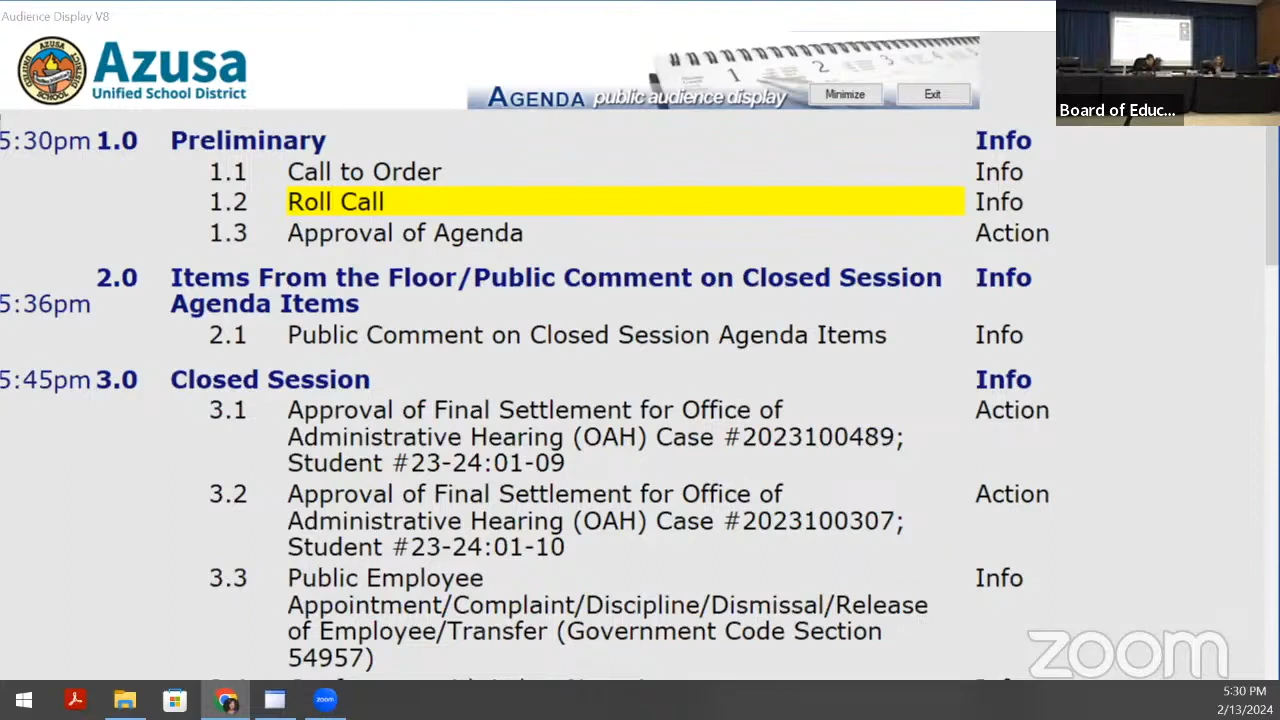 Audience Display V8
AZUSA
UNIFIED SCHOOL DISTRICT
Azusa
Unified School District
1 2 3 4
AGENDA public audience display
Minimize Exit
Board of Educ...
5:30pm 1.0 Preliminary Info
1.1 Call to Order Info
1.2 Roll Call Info
1.3 Approval of Agenda Action
2.0 Items From the Floor/Public Comment on Closed Session Info
5:36pm Agenda Items
2.1 Public Comment on Closed Session Agenda Items Info
5:45pm 3.0 Closed Session Info
3.1 Approval of Final Settlement for Office of Action
Administrative Hearing (OAH) Case #2023100489;
Student #23-24:01-09
3.2 Approval of Final Settlement for Office of Action
Administrative Hearing (OAH) Case #2023100307;
Student #23-24:01-10
3.3 Public Employee Info
Appointment/Complaint/Discipline/Dismissal/Release
of Employee/Transfer (Government Code Section
54957)
zoom
zoom
5:30 PM
2/13/2024